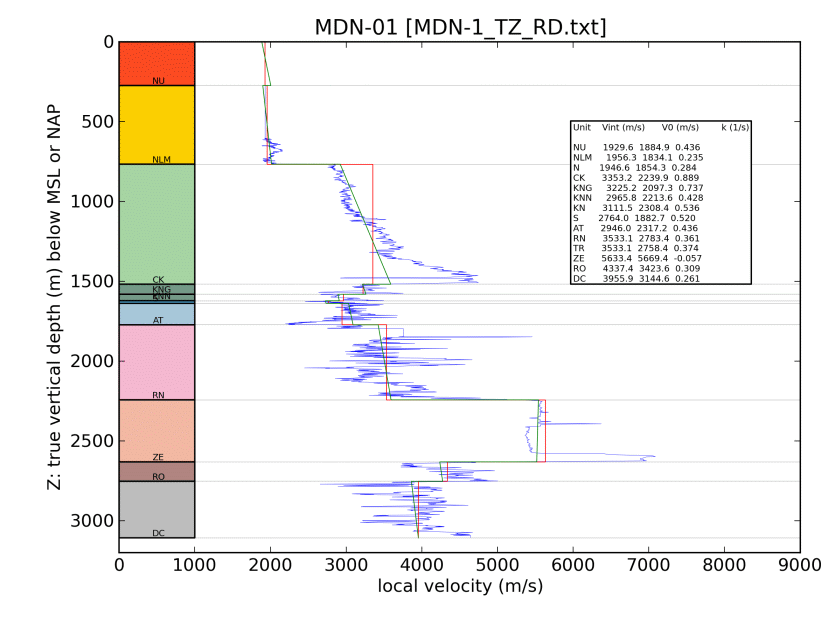 MDN-01 [MDN-1_TZ_RD.txt]
Z: true vertical depth (m) below MSL or NAP
0
500
1000
1500
2000
2500
3000
NU
NLM
CK
KNG
KNN
AT
RN
ZE
RO
DC
Unit Vint (m/s) V0 (m/s) k (1/s)
NU 1929.6 1884.9 0.436
NLM 1956.3 1834.1 0.235
N 1946.6 1854.3 0.284
CK 3353.2 2239.9 0.889
KNG 3225.2 2097.3 0.737
KNN 2965.8 2213.6 0.428
KN 3111.5 2308.4 0.536
S 2764.0 1882.7 0.520
AT 2946.0 2317.2 0.436
RN 3533.1 2783.4 0.361
TR 3533.1 2758.4 0.374
ZE 5633.4 5669.4 -0.057
RO 4337.4 3423.6 0.309
DC 3955.9 3144.6 0.261
0 1000 2000 3000 4000 5000 6000 7000 8000 9000
local velocity (m/s)